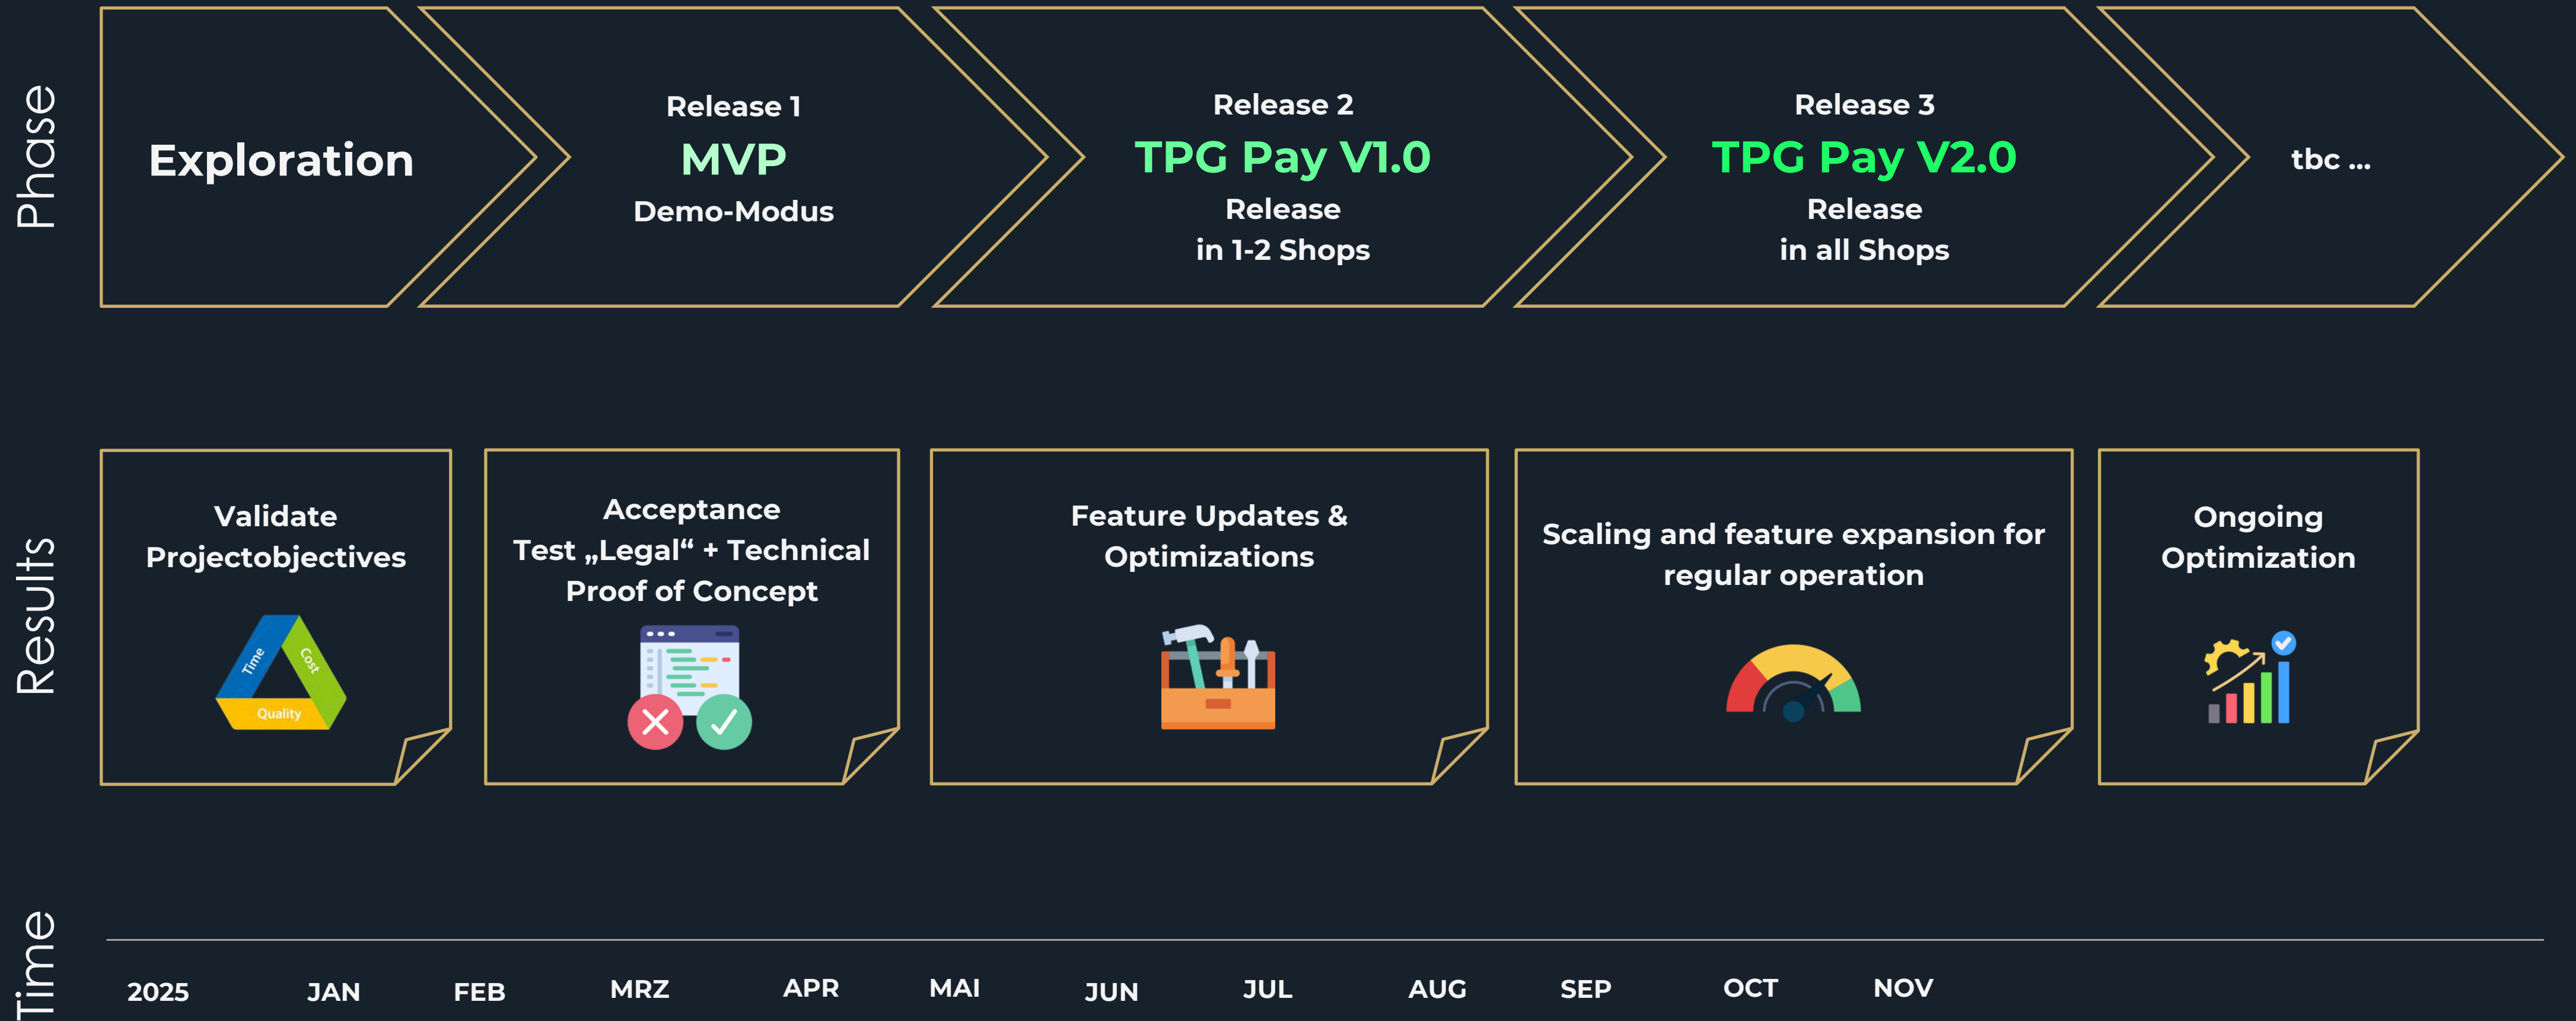 Phase
Exploration
Release 1
MVP
Demo-Modus
Release 2
TPG Pay V1.0
Release
in 1-2 Shops
Release 3
TPG Pay V2.0
Release
in all Shops
tbc ...
Results
Validate
Projectobjectives
Time
Cost
Quality
Acceptance
Test „Legal“ + Technical
Proof of Concept
Feature Updates &
Optimizations
Scaling and feature expansion for
regular operation
Ongoing
Optimization
Time
2025 JAN FEB MRZ APR MAI JUN JUL AUG SEP OCT NOV